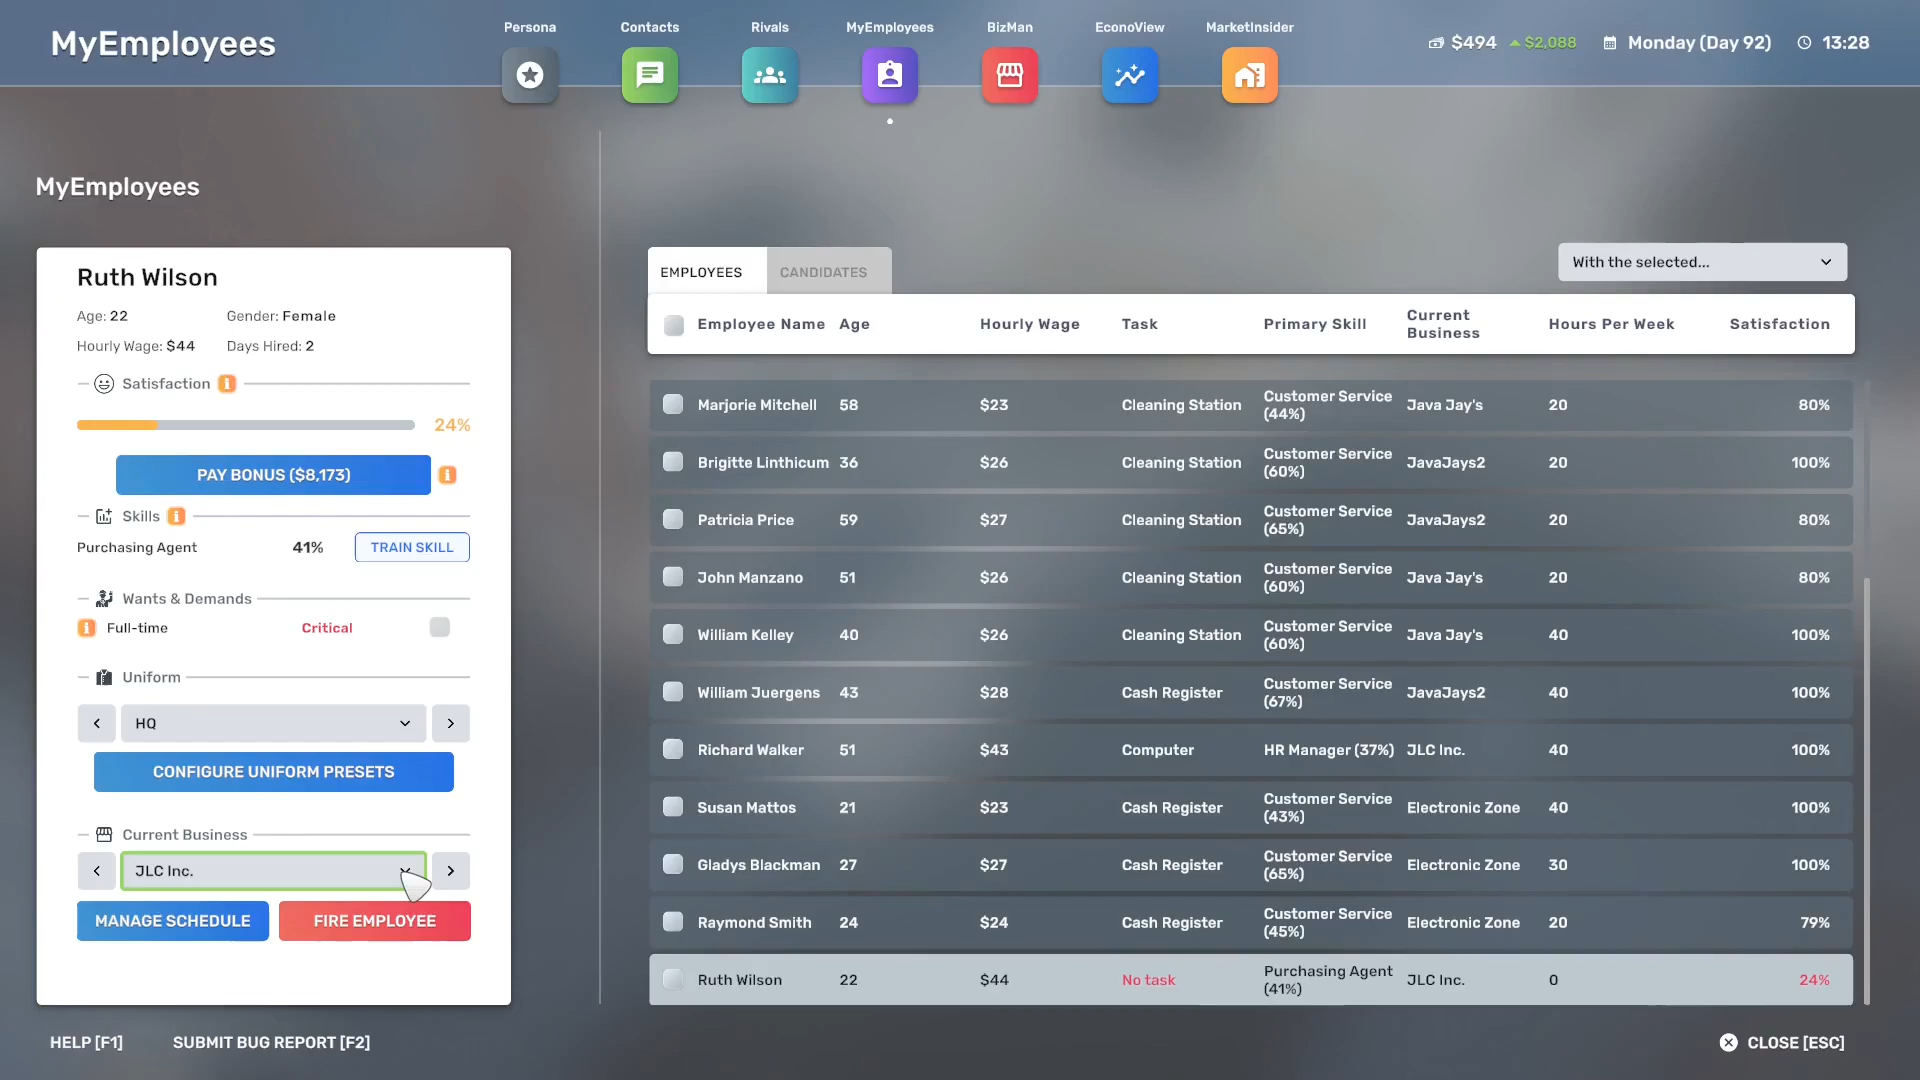 MyEmployees
Persona
Contacts
Rivals
MyEmployees
BizMan
EconoView
MarketInsider
$494 $2,088 Monday (Day 92) 13:28
MyEmployees
Ruth Wilson
Age: 22 Gender: Female
Hourly Wage: $44 Days Hired: 2
Satisfaction
24%
PAY BONUS ($8,173)
Skills
Purchasing Agent 41% TRAIN SKILL
Wants & Demands
Full-time Critical
Uniform
HQ
CONFIGURE UNIFORM PRESETS
Current Business
JLC Inc.
MANAGE SCHEDULE FIRE EMPLOYEE
EMPLOYEES CANDIDATES
With the selected...
Employee Name Age Hourly Wage Task Primary Skill Current Business Hours Per Week Satisfaction
Marjorie Mitchell 58 $23 Cleaning Station Customer Service (44%) Java Jay's 20 80%
Brigitte Linthicum 36 $26 Cleaning Station Customer Service (60%) JavaJays2 20 100%
Patricia Price 59 $27 Cleaning Station Customer Service (65%) JavaJays2 20 80%
John Manzano 51 $26 Cleaning Station Customer Service (60%) Java Jay's 20 80%
William Kelley 40 $26 Cleaning Station Customer Service (60%) Java Jay's 40 100%
William Juergens 43 $28 Cash Register Customer Service (67%) JavaJays2 40 100%
Richard Walker 51 $43 Computer HR Manager (37%) JLC Inc. 40 100%
Susan Mattos 21 $23 Cash Register Customer Service (43%) Electronic Zone 40 100%
Gladys Blackman 27 $27 Cash Register Customer Service (65%) Electronic Zone 30 100%
Raymond Smith 24 $24 Cash Register Customer Service (45%) Electronic Zone 20 79%
Ruth Wilson 22 $44 No task Purchasing Agent (41%) JLC Inc. 0 24%
HELP [F1] SUBMIT BUG REPORT [F2]
CLOSE [ESC]